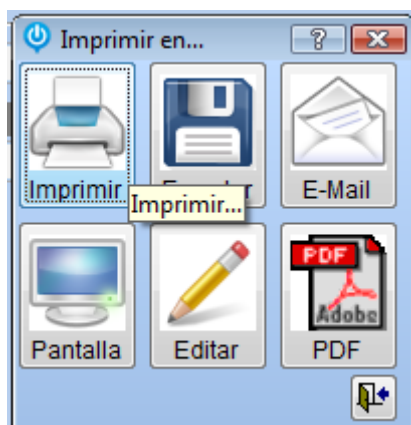 Imprimir en...
?
Imprimir
E-Mail
Imprimir...
Pantalla
Editar
PDF
Adobe
PDF